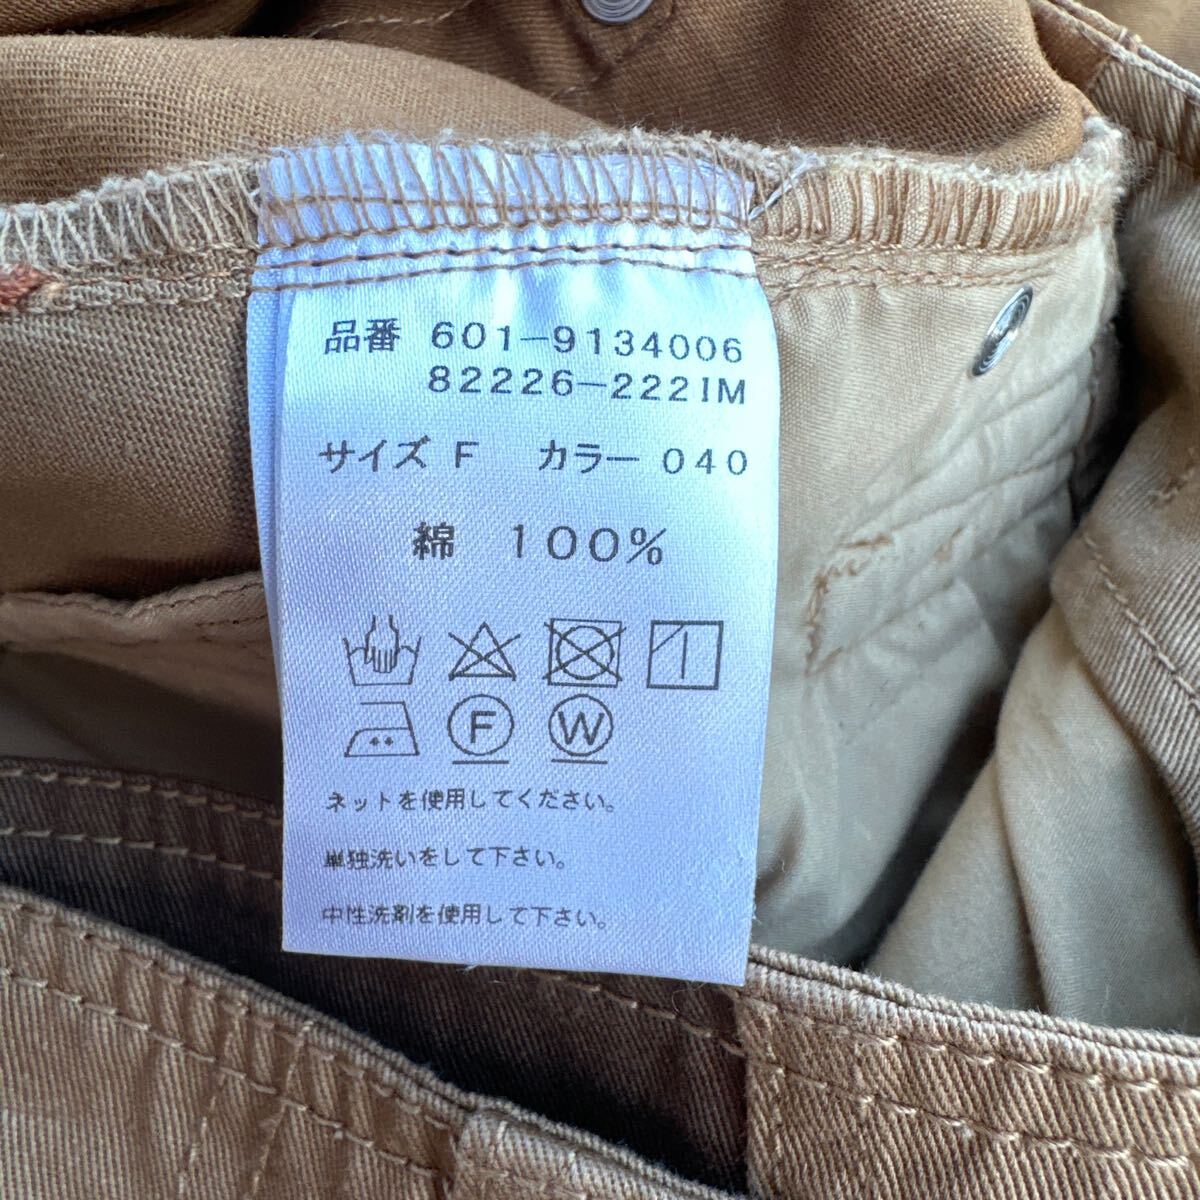 品番 601-9134006
82226-2221M
サイズ F カラー 040
綿 100%
F W
ネットを使用してください。
単独洗いをして下さい。
中性洗剤を使用して下さい。